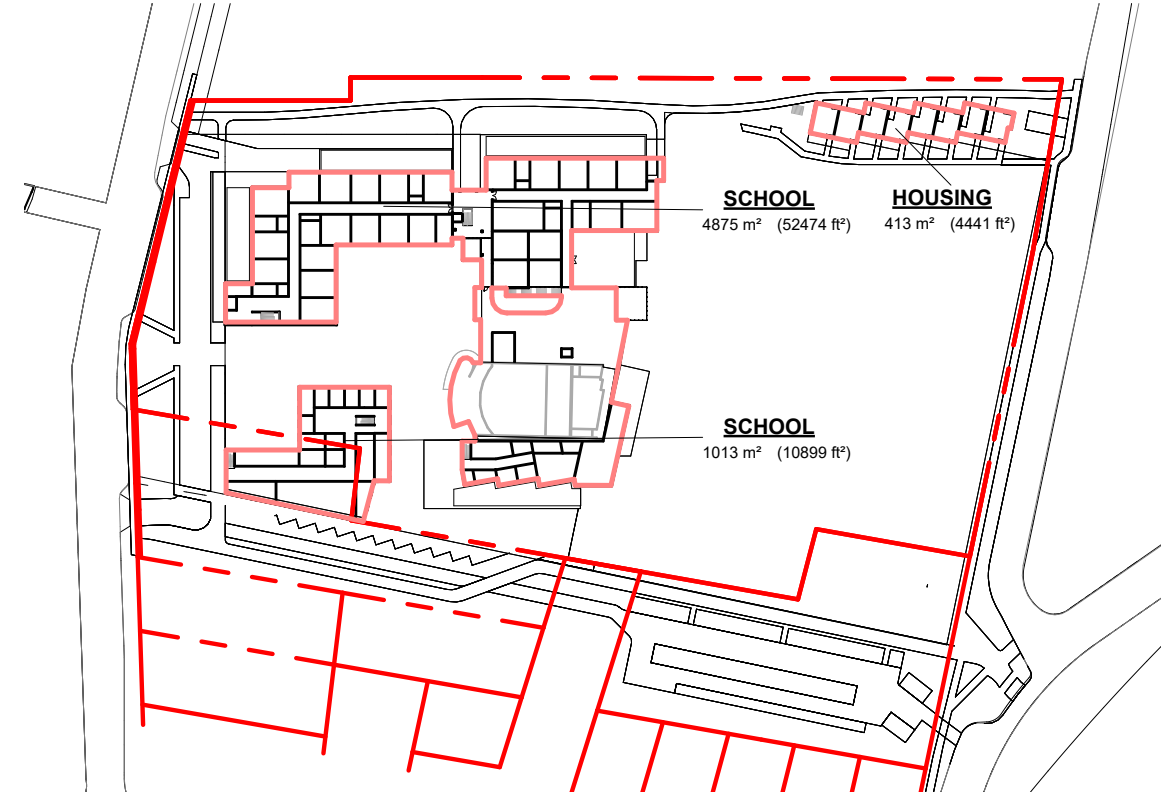 SCHOOL
4875 m² (52474 ft²)
HOUSING
413 m² (4441 ft²)
SCHOOL
1013 m² (10899 ft²)